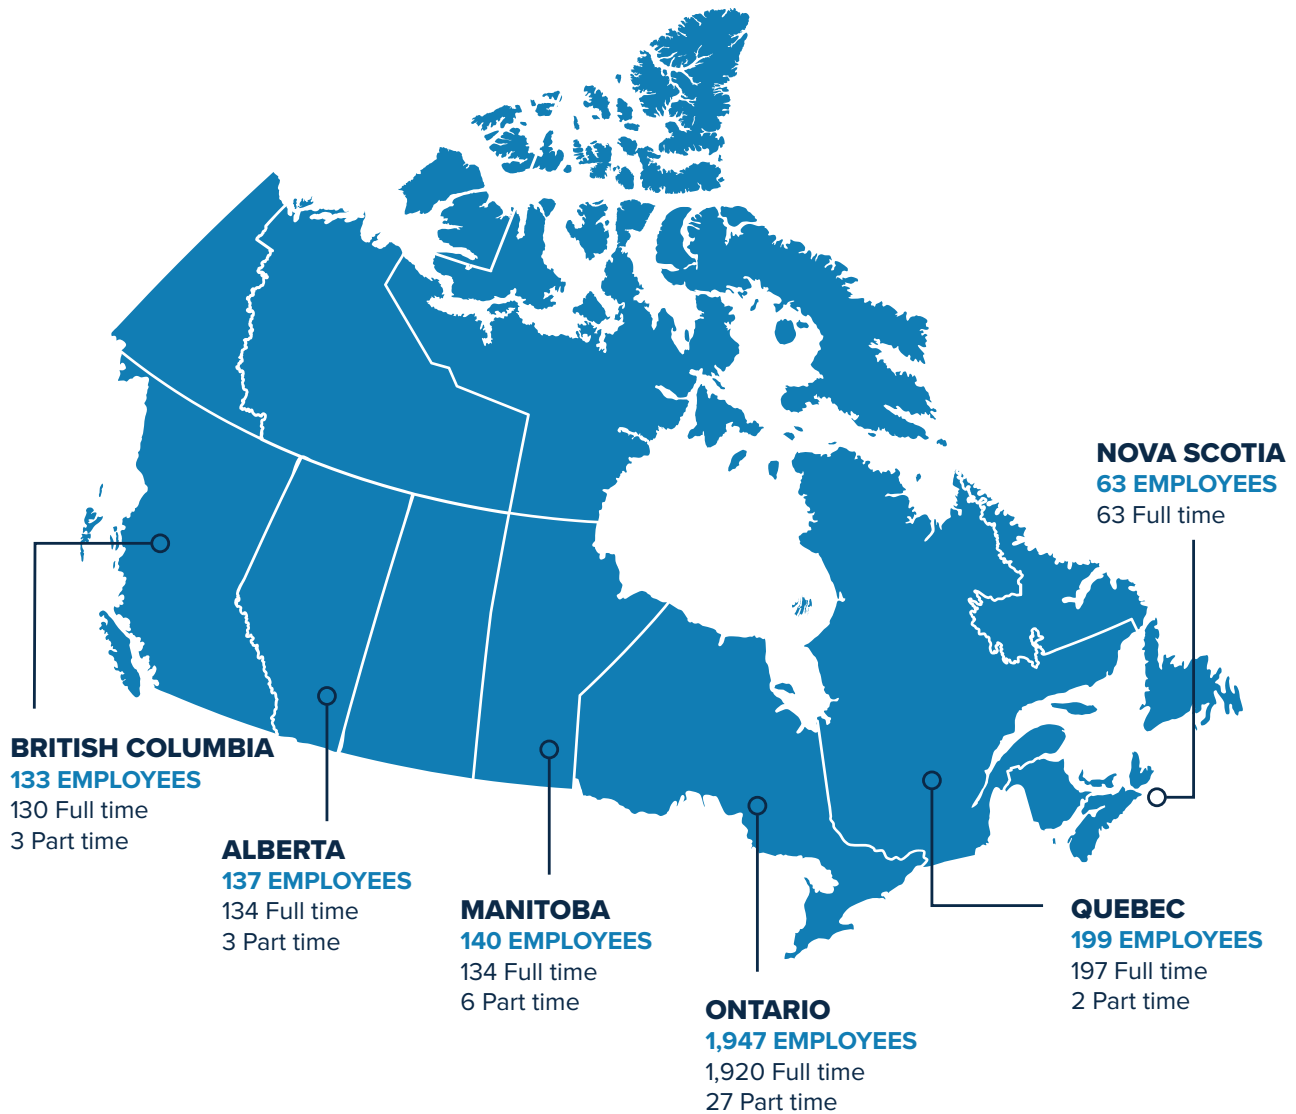 NOVA SCOTIA
63 EMPLOYEES
63 Full time
BRITISH COLUMBIA
133 EMPLOYEES
130 Full time
3 Part time
ALBERTA
137 EMPLOYEES
134 Full time
3 Part time
MANITOBA
140 EMPLOYEES
134 Full time
6 Part time
ONTARIO
1,947 EMPLOYEES
1,920 Full time
27 Part time
QUEBEC
199 EMPLOYEES
197 Full time
2 Part time